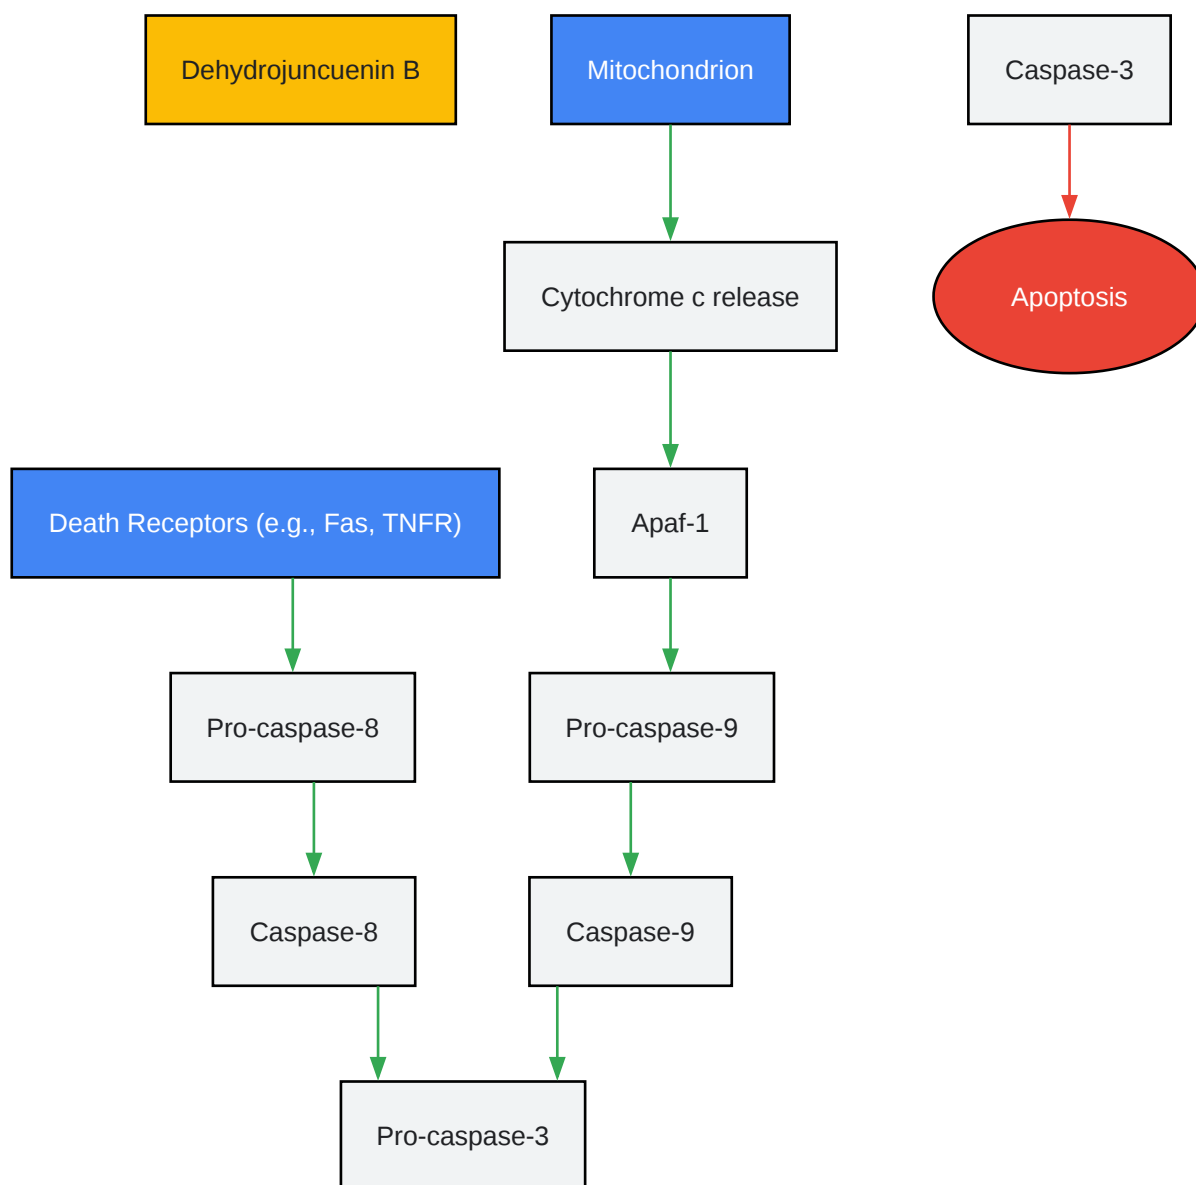 Dehydrojuncuenin B
Mitochondrion
Caspase-3
Cytochrome c release
Apoptosis
Death Receptors (e.g., Fas, TNFR)
Apaf-1
Pro-caspase-8
Pro-caspase-9
Caspase-8
Caspase-9
Pro-caspase-3